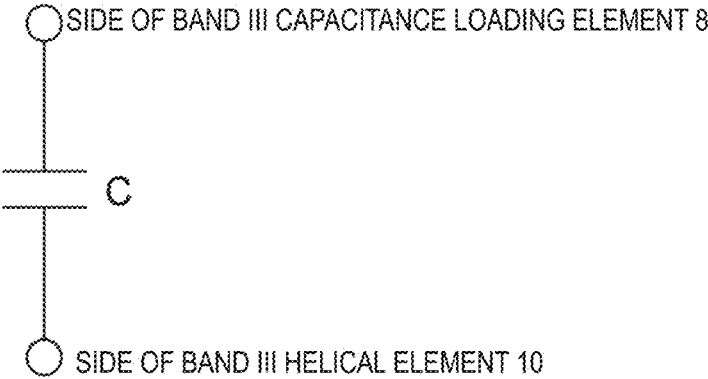 SIDE OF BAND III CAPACITANCE LOADING ELEMENT 8
C
SIDE OF BAND III HELICAL ELEMENT 10